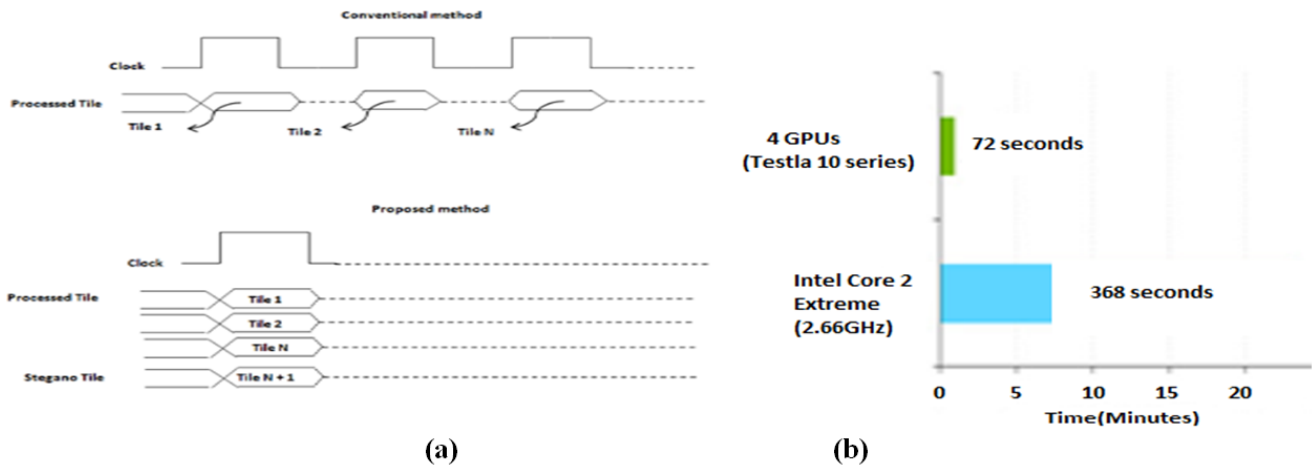 Conventional method
Clock
Processed Tile
Tile 1
Tile 2
Tile N
Proposed method
Clock
Processed Tile
Tile 1
Tile 2
Tile N
Stegano Tile
Tile N + 1
(a)
4 GPUs
(Testla 10 series)
72 seconds
Intel Core 2
Extreme
(2.66GHz)
368 seconds
0 5 10 15 20
Time(Minutes)
(b)